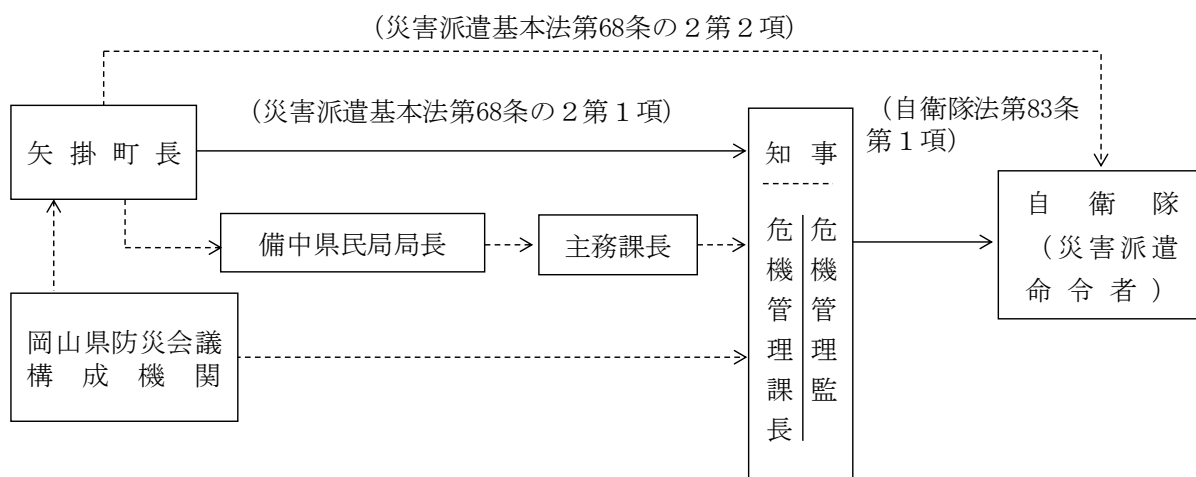 (災害派遣基本法第68条の２第２項)
(災害派遣基本法第68条の２第１項)
(自衛隊法第83条
第１項)
矢掛町長
知事
自衛隊
(災害派遣
命令者)
備中県民局局長
主務課長
危機管理監
危機管理課長
岡山県防災会議
構成機関